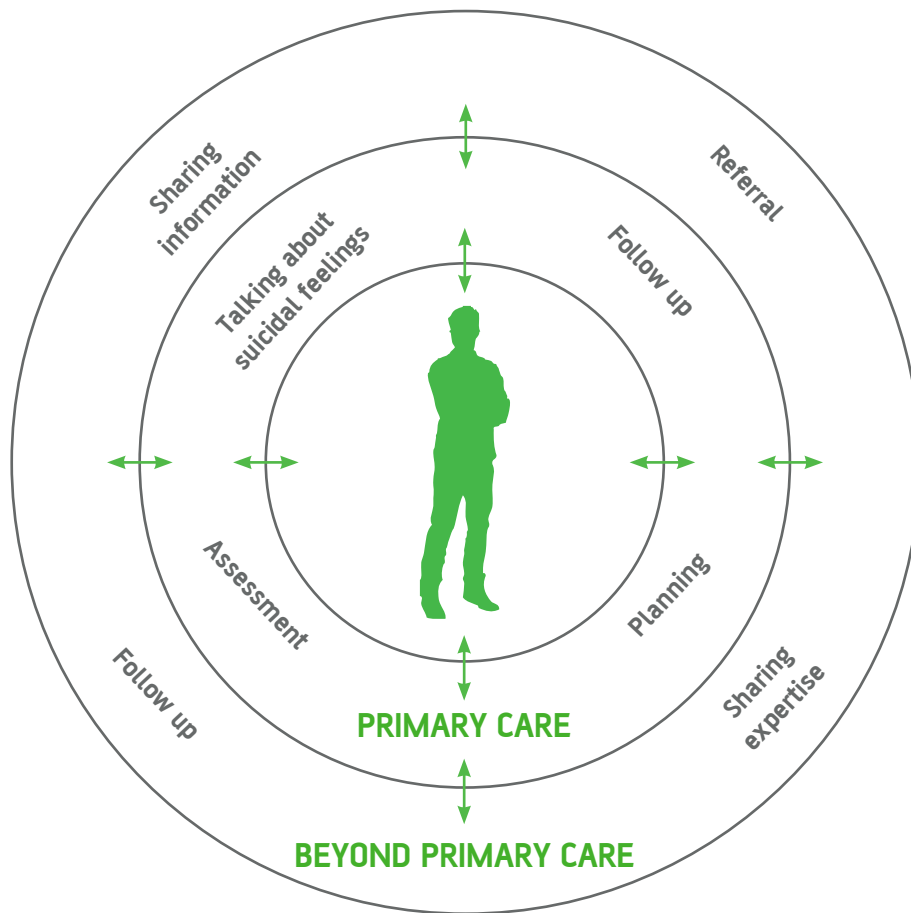 Sharing
information
Referral
Talking about
suicidal feelings
Follow up
Assessment
Planning
Follow up
Sharing
expertise
PRIMARY CARE
BEYOND PRIMARY CARE